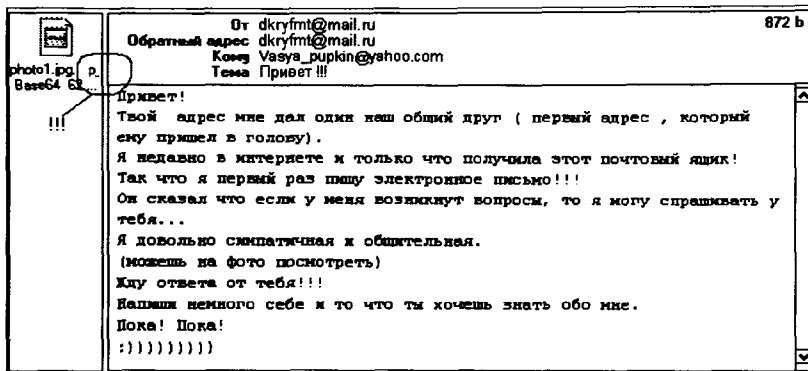 От dkryfmt@mail.ru
872 b
Обратный адрес dkryfmt@mail.ru
Кому Vasya_pupkin@yahoo.com
Тема Привет !!!
photo1.jpg. p_
Base64 62...
!!!
Привет!
Твой адрес мне дал один наш общий друг ( первый адрес , который
ему пришел в голову).
Я недавно в интернете и только что получила этот почтовый ящик!
Так что я первый раз пишу электронное письмо!!!
Он сказал что если у меня возникнут вопросы, то я могу спрашивать у
тебя...
Я довольно симпатичная и общительная.
(можешь на фото посмотреть)
Жду ответа от тебя!!!
Напиши немного себе и то что ты хочешь знать обо мне.
Пока! Пока!
:)))))))))